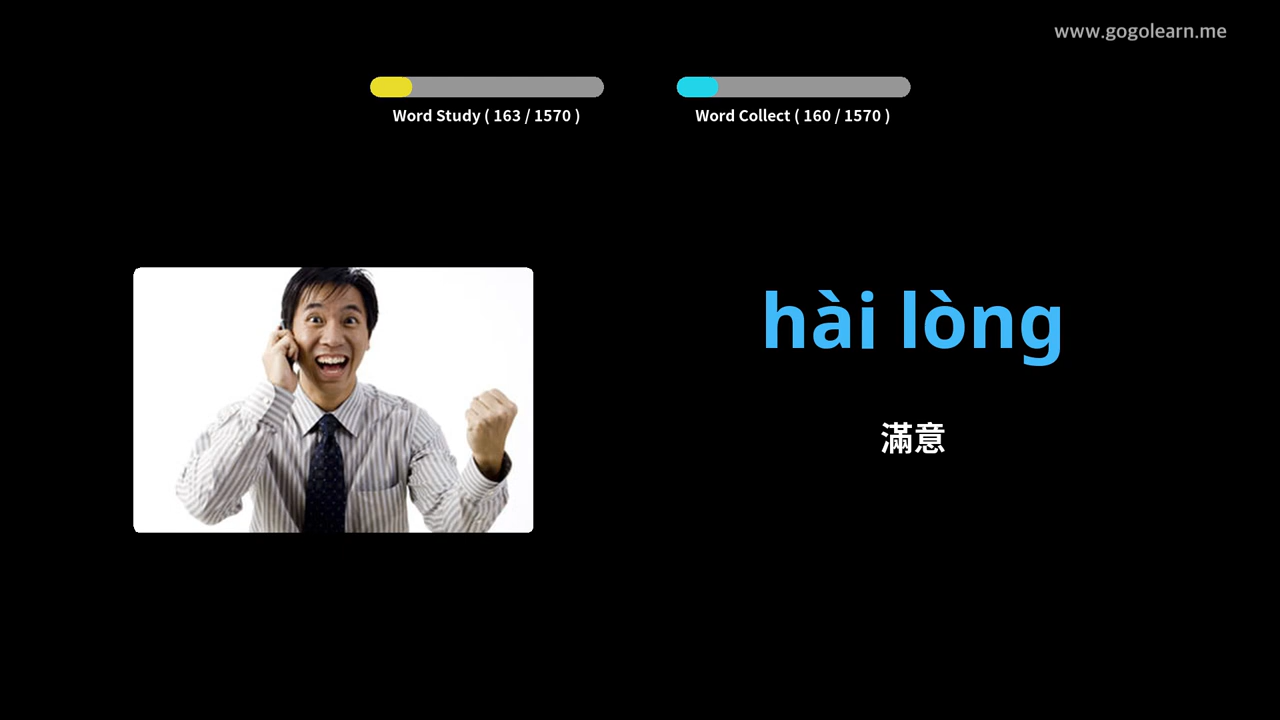 www.gogolearn.me
Word Study ( 163 / 1570 )
Word Collect ( 160 / 1570 )
hài lòng
滿意